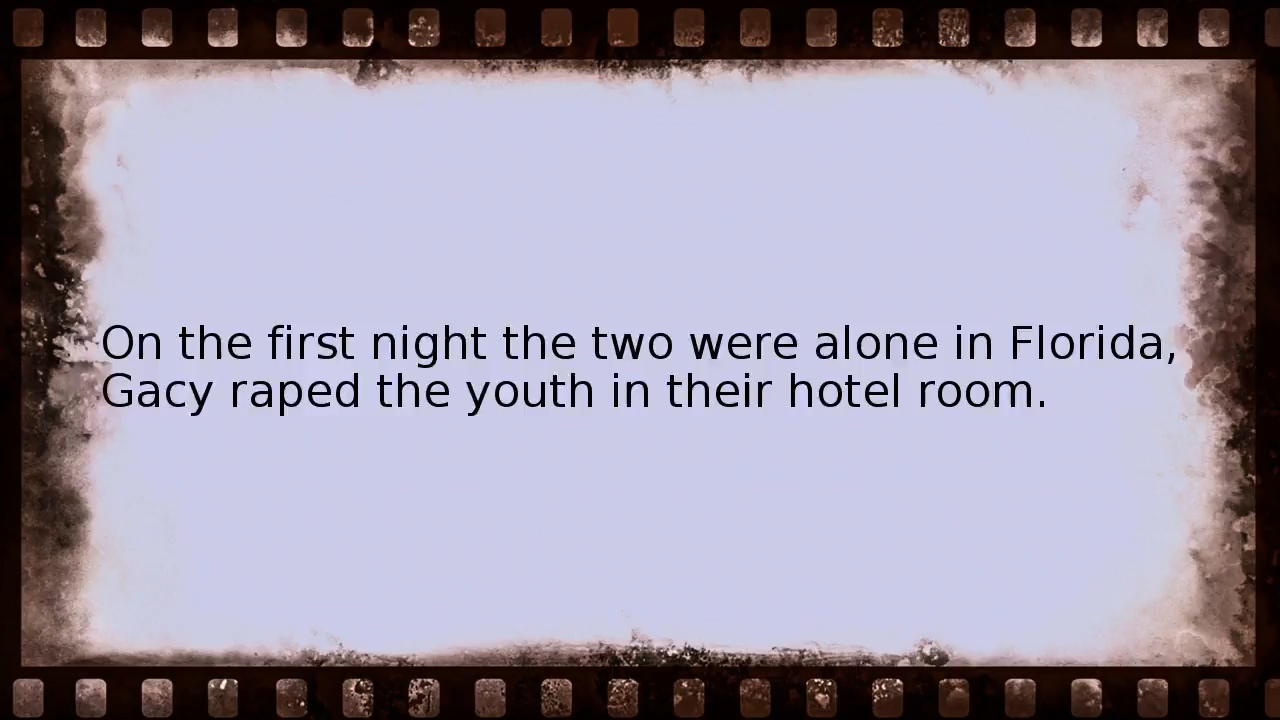 On the first night the two were alone in Florida,
Gacy raped the youth in their hotel room.